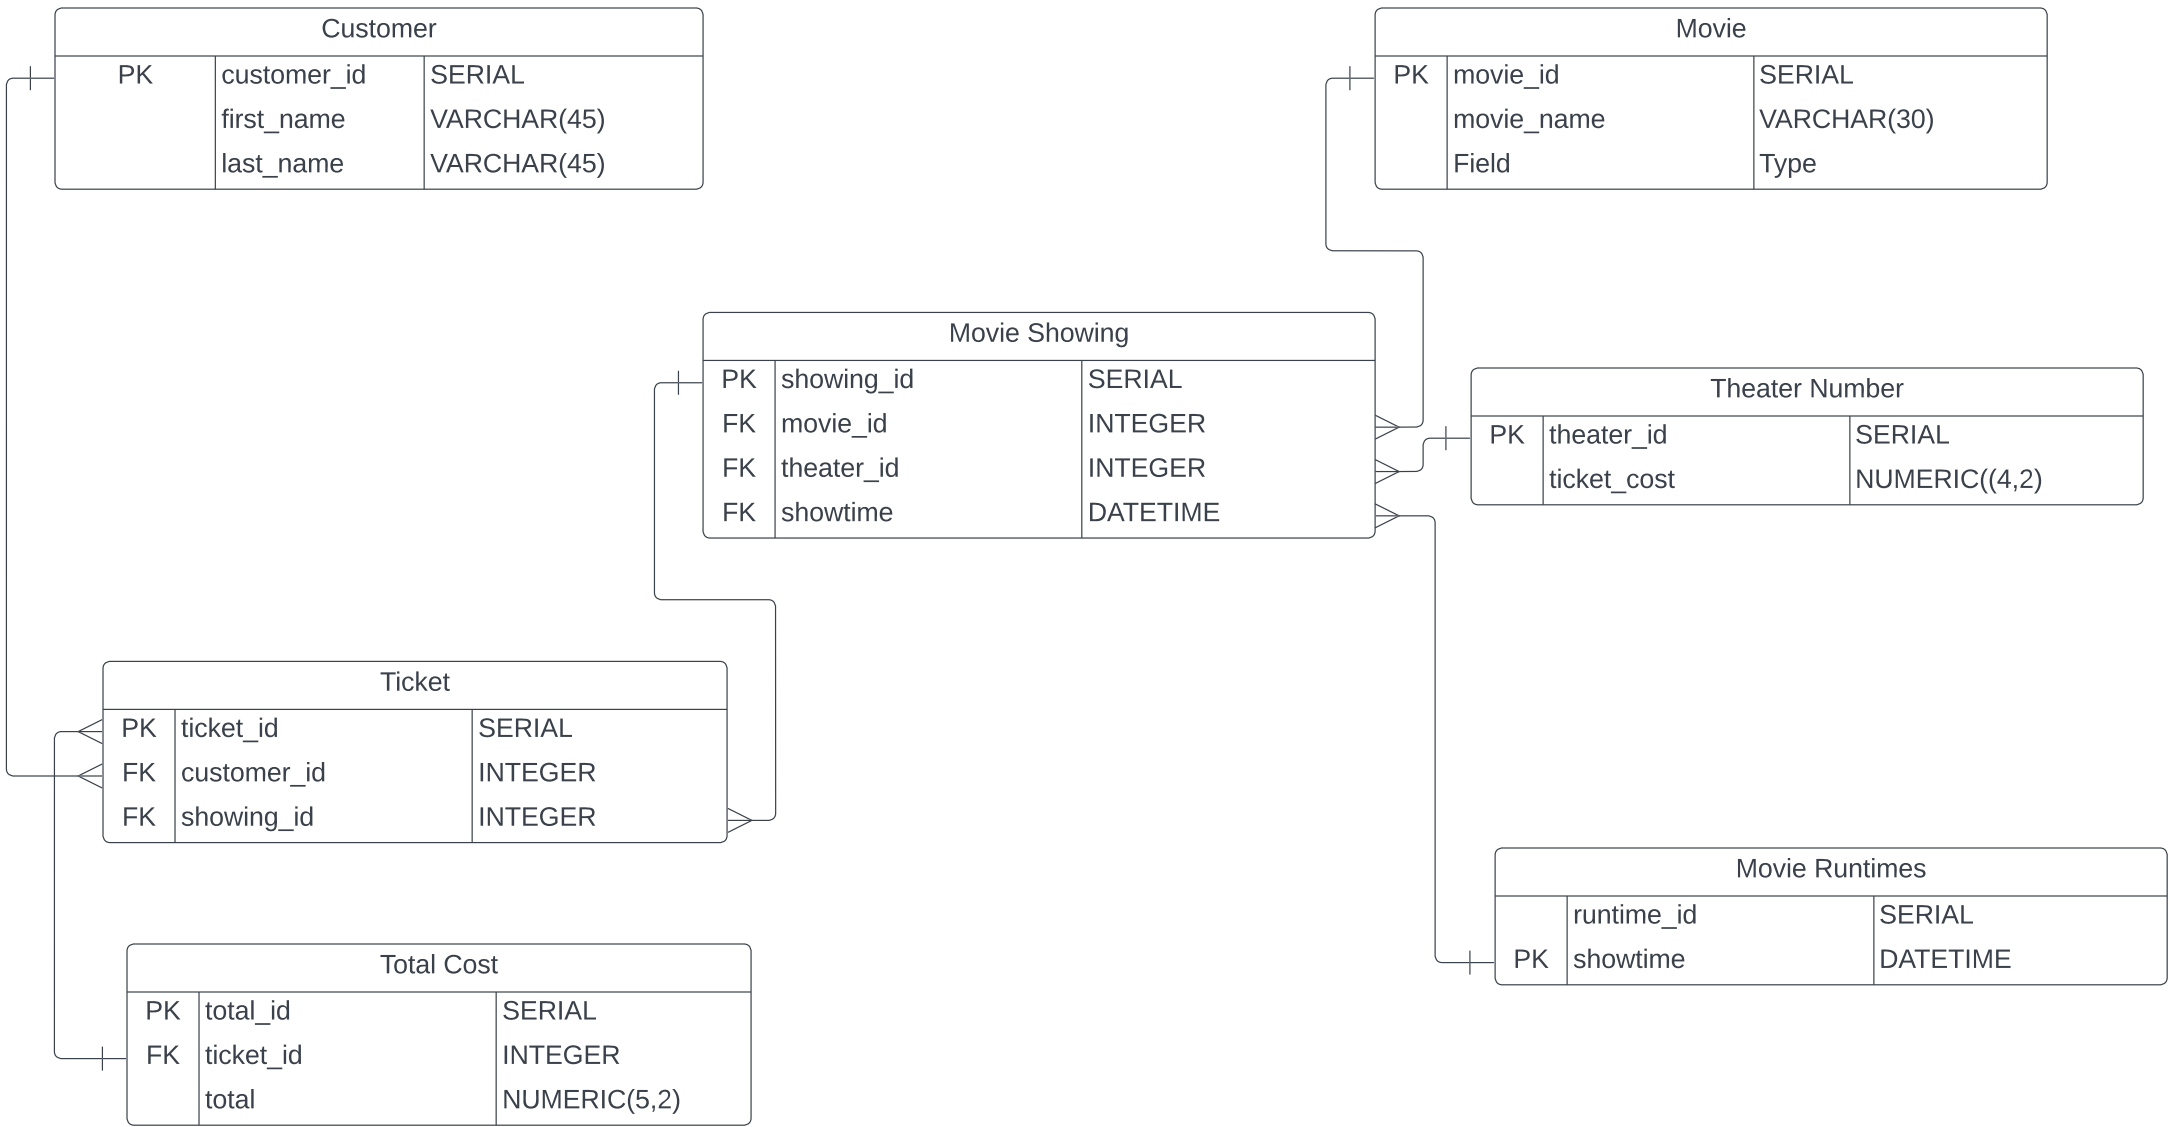 Customer
PK customer_id SERIAL
first_name VARCHAR(45)
last_name VARCHAR(45)
Movie
PK movie_id SERIAL
movie_name VARCHAR(30)
Field Type
Movie Showing
PK showing_id SERIAL
FK movie_id INTEGER
FK theater_id INTEGER
FK showtime DATETIME
Theater Number
PK theater_id SERIAL
ticket_cost NUMERIC((4,2)
Ticket
PK ticket_id SERIAL
FK customer_id INTEGER
FK showing_id INTEGER
Movie Runtimes
runtime_id SERIAL
PK showtime DATETIME
Total Cost
PK total_id SERIAL
FK ticket_id INTEGER
total NUMERIC(5,2)